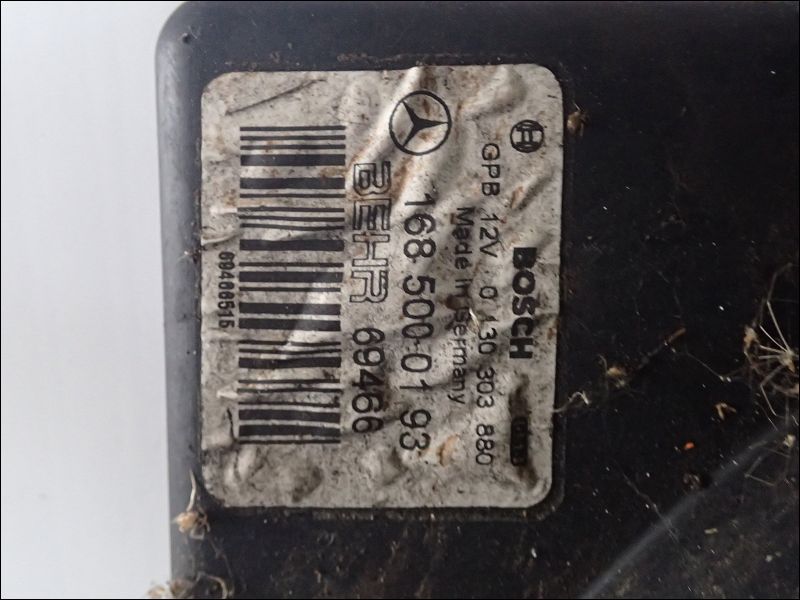 BOSCH
GPB 12V 0 130 303 880
Made in Germany
168 500 01 93
BEHR 69466
69466515